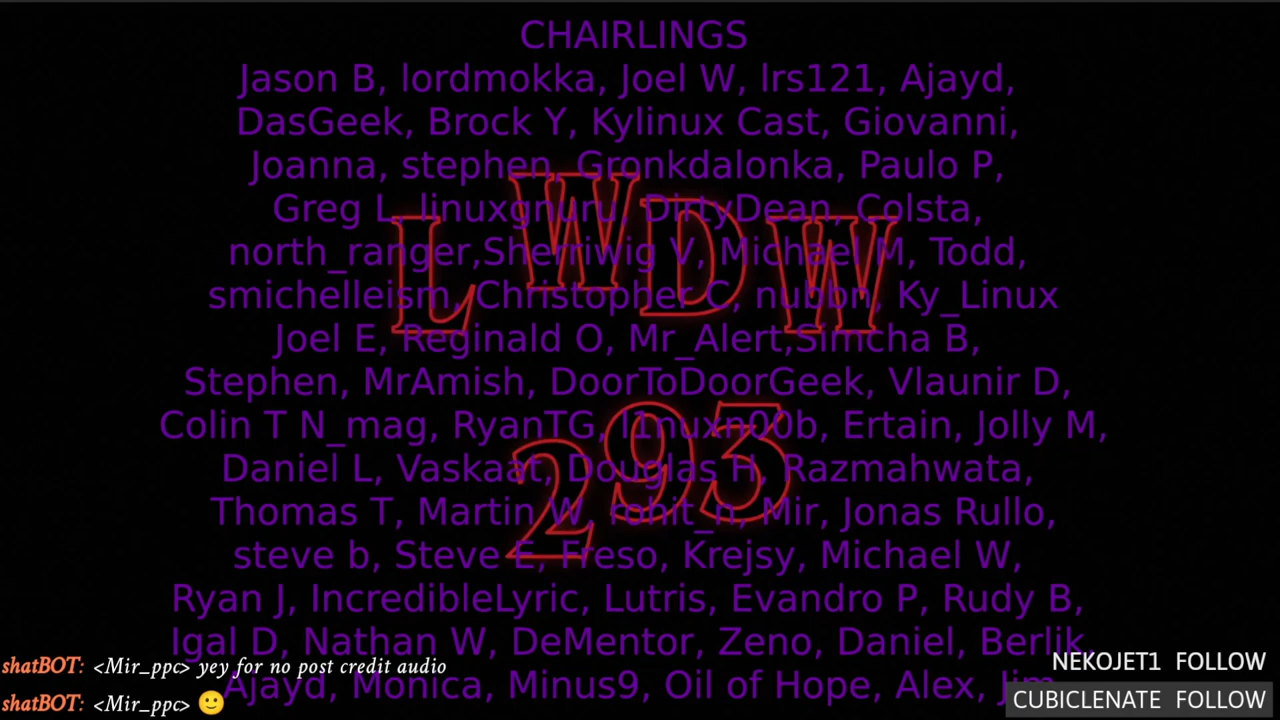 CHAIRLINGS
Jason B, lordmokka, Joel W, lrs121, Ajayd,
DasGeek, Brock Y, Kylinux Cast, Giovanni,
Joanna, stephen, Gronkdalonka, Paulo P,
Greg L, linuxgnuru, DirtyDean, Colsta,
north_ranger,Sherriwig V, Michael M, Todd,
smichelleism, Christopher C, nubbn, Ky_Linux
Joel E, Reginald O, Mr_Alert,Simcha B,
Stephen, MrAmish, DoorToDoorGeek, Vlaunir D,
Colin T N_mag, RyanTG, l1nuxn00b, Ertain, Jolly M,
Daniel L, Vaskaat, Douglas H, Razmahwata,
Thomas T, Martin W, rohit_n, Mir, Jonas Rullo,
steve b, Steve E, Freso, Krejsy, Michael W,
Ryan J, IncredibleLyric, Lutris, Evandro P, Rudy B,
Igal D, Nathan W, DeMentor, Zeno, Daniel, Berlik,
Ajayd, Monica, Minus9, Oil of Hope, Alex, Jim
LWDW
293
shatBOT: <Mir_ppc> yey for no post credit audio
shatBOT: <Mir_ppc> 🙂
NEKOJET1 FOLLOW
CUBICLENATE FOLLOW